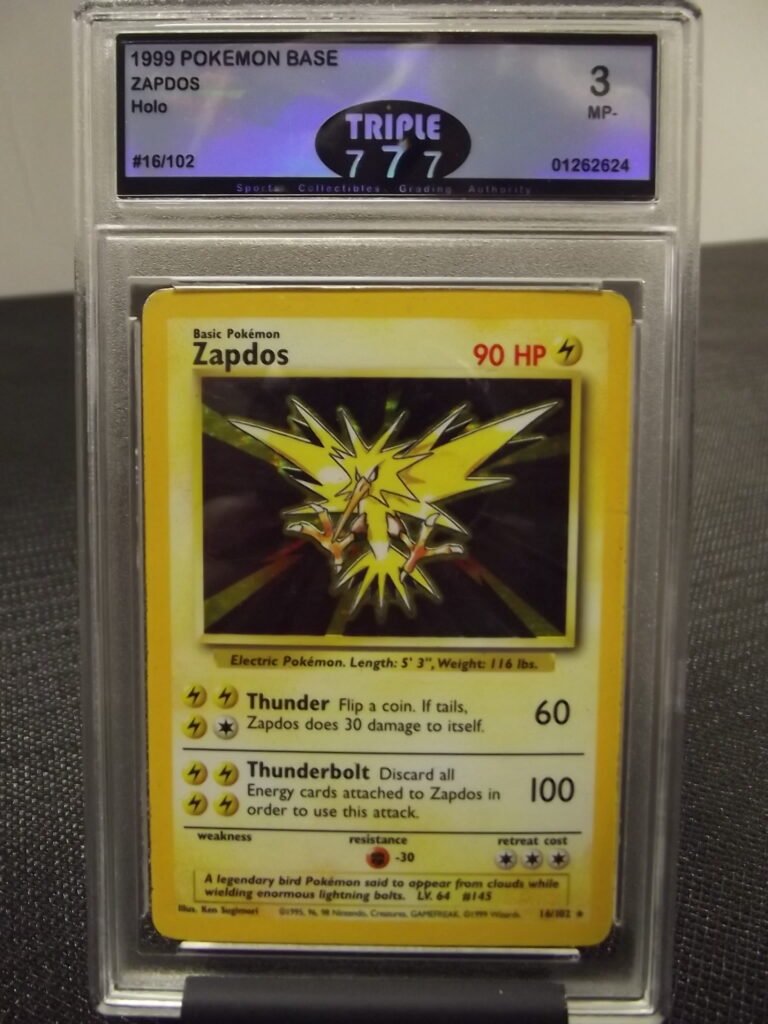 1999 POKEMON BASE
ZAPDOS
Holo
3
MP-
TRIPLE
777
#16/102
01262624
Sports Collectibles Grading Authority
Basic Pokémon
Zapdos
90 HP
Electric Pokémon. Length: 5' 3", Weight: 116 lbs.
Thunder Flip a coin. If tails,
Zapdos does 30 damage to itself.
60
Thunderbolt Discard all
Energy cards attached to Zapdos in
order to use this attack.
100
weakness resistance retreat cost
-30
A legendary bird Pokémon said to appear from clouds while
wielding enormous lightning bolts. LV. 64 #145
Illus. Ken Sugimori ©1995, 96, 98 Nintendo, Creatures, GAMEFREAK. ©1999 Wizards. 16/102 ★